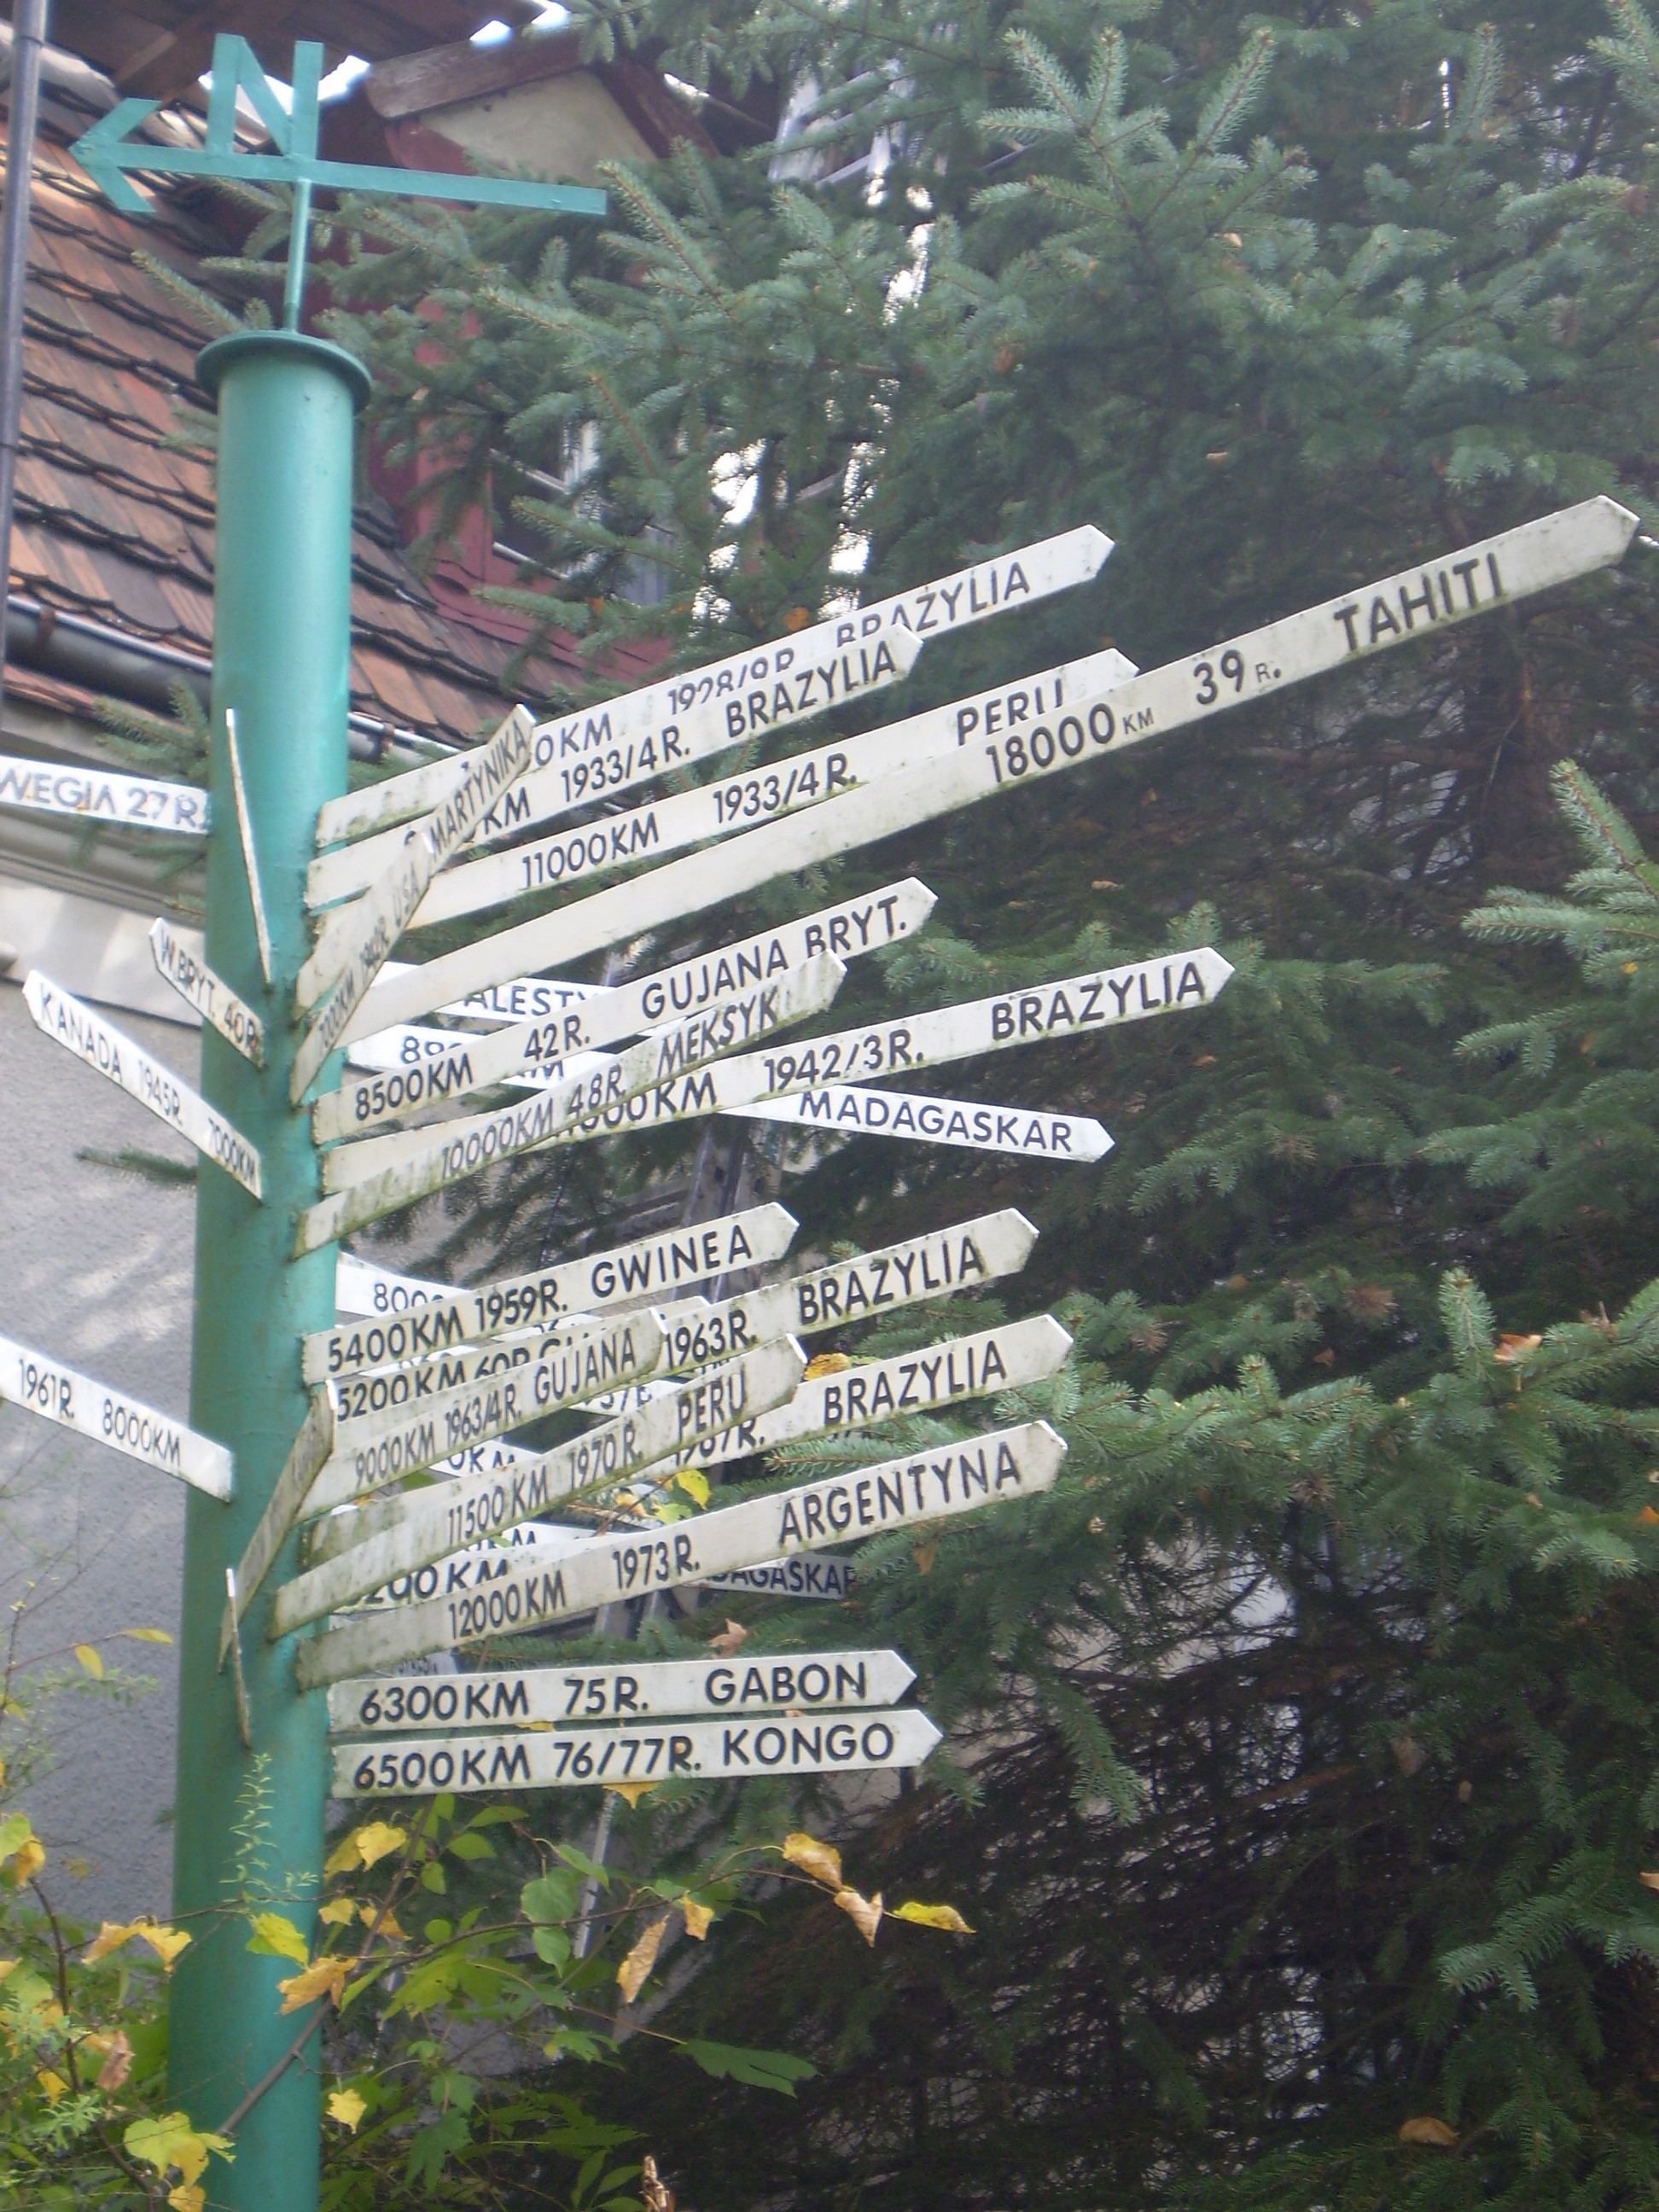 N
BRAZYLIA
KM 1933/4R. BRAZYLIA
MARTYNIKA
11000KM 1933/4R. PERU
18000KM 39R. TAHITI
27R.
USA
W.BRYT. 40R.
KANADA 1945R. 7000KM
8500KM 42R. GUJANA BRYT.
10000KM 48R. MEKSYK
1942/3R. BRAZYLIA
MADAGASKAR
5400KM 1959R. GWINEA
1963R. BRAZYLIA
5200KM 60R.
9000KM 1963/4R. GUJANA
1961R. 8000KM
BRAZYLIA
11500KM 1970R. PERU
12000KM 1973R. ARGENTYNA
6300KM 75R. GABON
6500KM 76/77R. KONGO